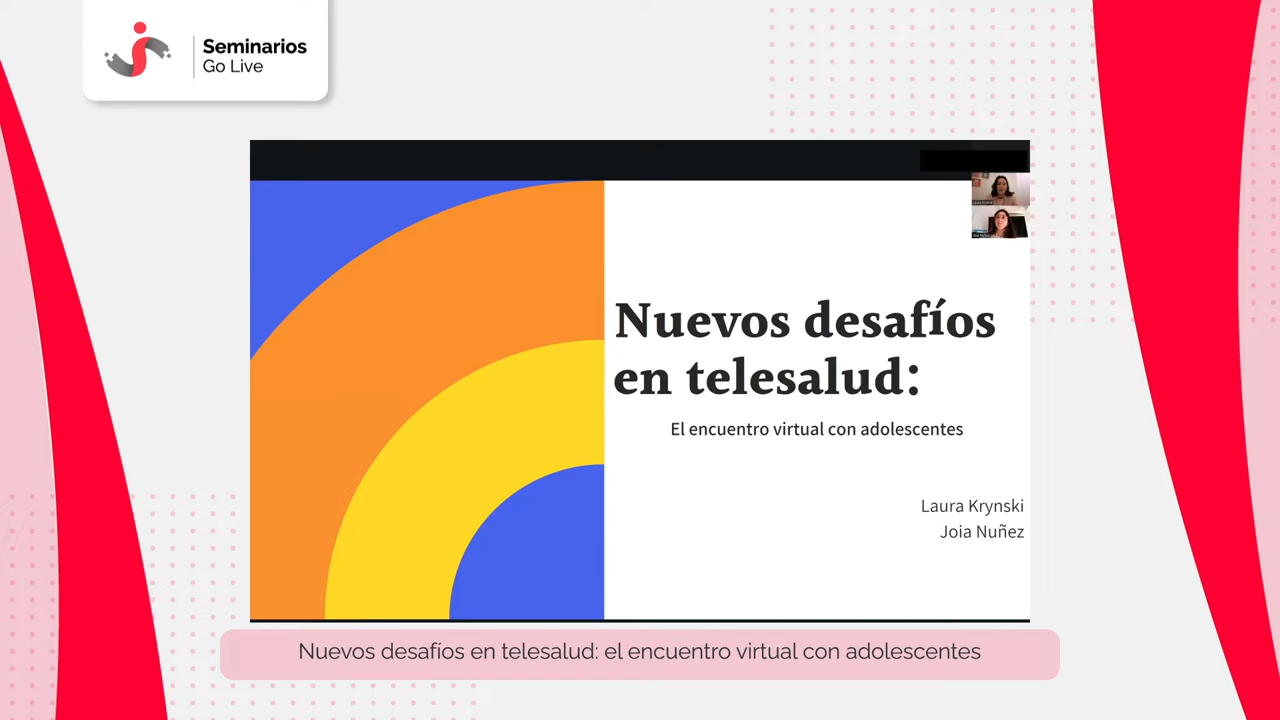 Seminarios
Go Live
Nuevos desafíos
en telesalud:
El encuentro virtual con adolescentes
Laura Krynski
Joia Nuñez
Nuevos desafíos en telesalud: el encuentro virtual con adolescentes